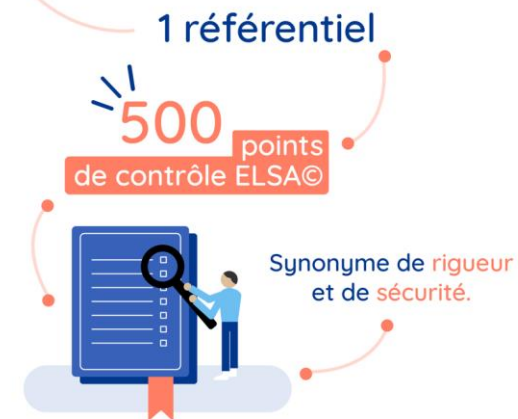 1 référentiel
500
points
de contrôle ELSA©
Synonyme de rigueur
et de sécurité.